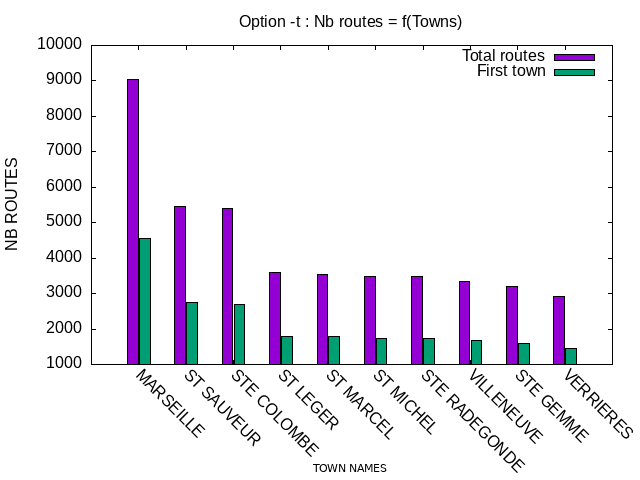 Option -t : Nb routes = f(Towns)
10000
9000
8000
7000
6000
5000
4000
3000
2000
1000
NB ROUTES
Total routes
First town
MARSEILLE
ST SAUVEUR
STE COLOMBE
ST LEGER
ST MARCEL
ST MICHEL
STE RADEGONDE
VILLENEUVE
STE GEMME
VERRIERES
TOWN NAMES